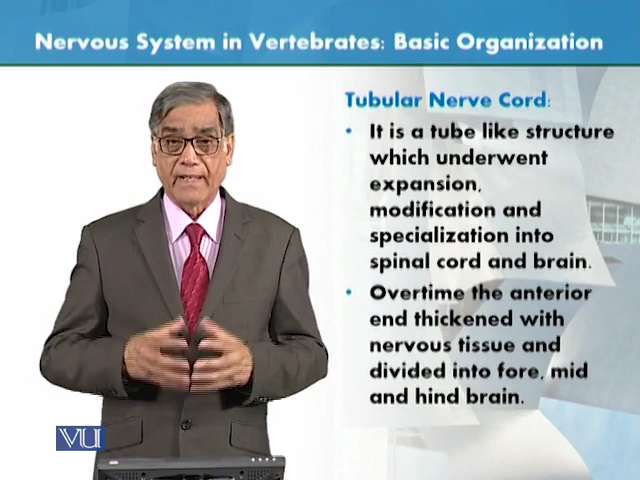 Nervous System in Vertebrates: Basic Organization
Tubular Nerve Cord:
• It is a tube like structure
which underwent
expansion,
modification and
specialization into
spinal cord and brain.
• Overtime the anterior
end thickened with
nervous tissue and
divided into fore, mid
and hind brain.
VU